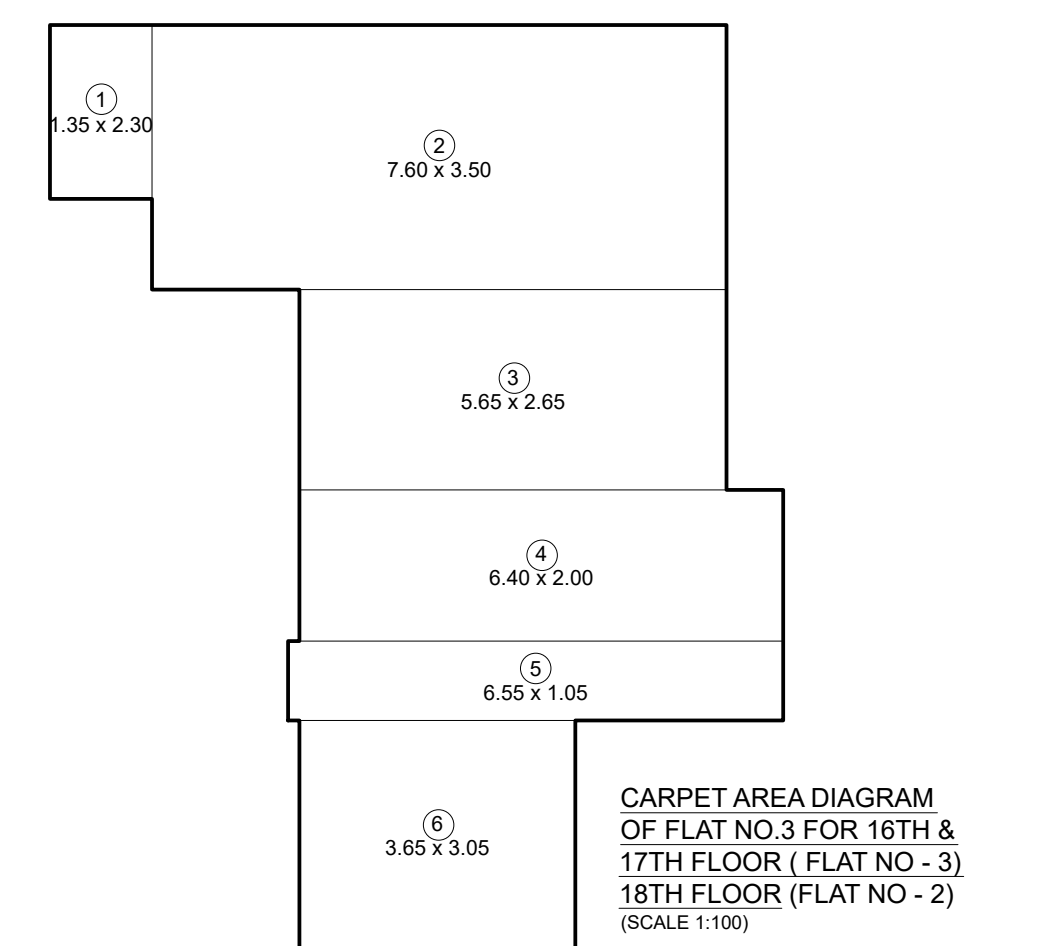 1
1.35 x 2.30
2
7.60 x 3.50
3
5.65 x 2.65
4
6.40 x 2.00
5
6.55 x 1.05
6
3.65 x 3.05
CARPET AREA DIAGRAM
OF FLAT NO.3 FOR 16TH &
17TH FLOOR ( FLAT NO - 3)
18TH FLOOR (FLAT NO - 2)
(SCALE 1:100)